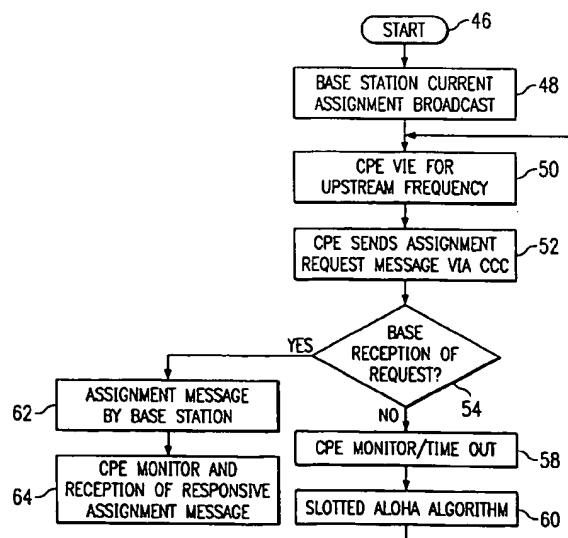 START
46
BASE STATION CURRENT
ASSIGNMENT BROADCAST
48
CPE VIE FOR
UPSTREAM FREQUENCY
50
CPE SENDS ASSIGNMENT
REQUEST MESSAGE VIA CCC
52
BASE
RECEPTION OF
REQUEST?
54
YES
NO
62
ASSIGNMENT MESSAGE
BY BASE STATION
CPE MONITOR/TIME OUT
58
64
CPE MONITOR AND
RECEPTION OF RESPONSIVE
ASSIGNMENT MESSAGE
SLOTTED ALOHA ALGORITHM
60